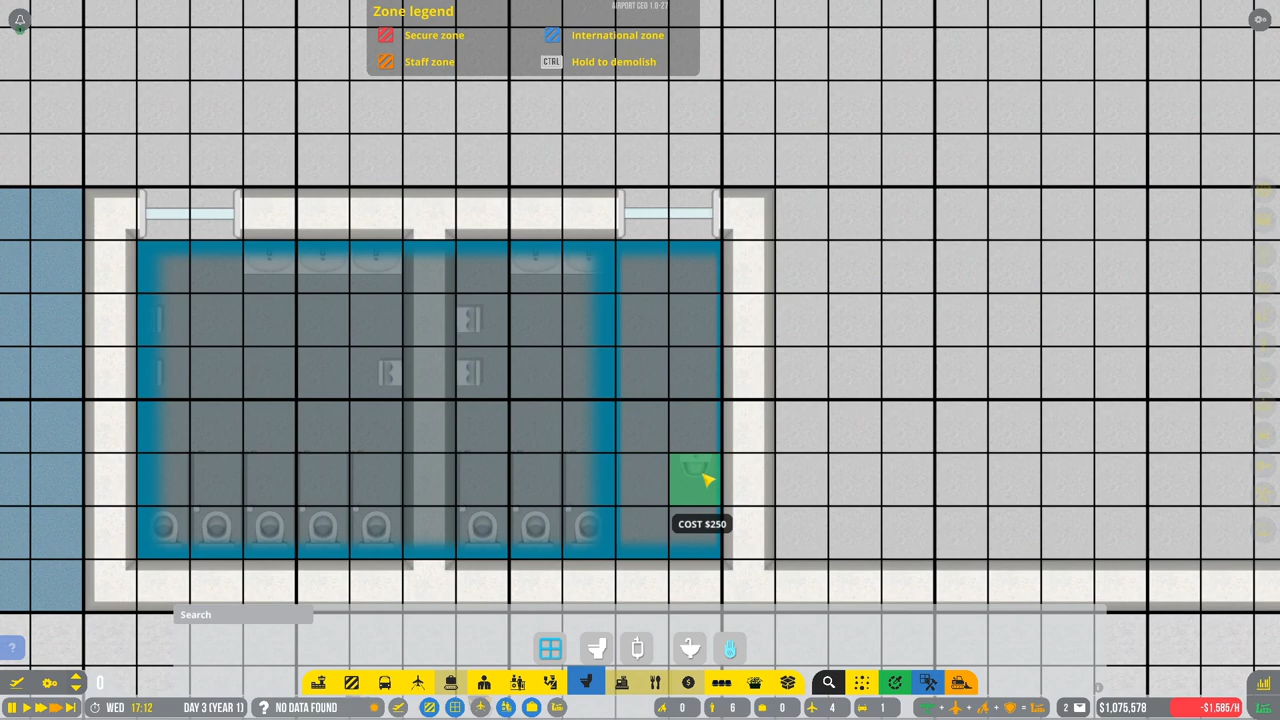 AIRPORT CEO 1.0-27
Zone legend
Secure zone
International zone
Staff zone
CTRL
Hold to demolish
COST $250
Search
?
0
WED 17:12
DAY 3 (YEAR 1)
? NO DATA FOUND
0
6
0
4
1
2
$1,075,578
-$1.585/H